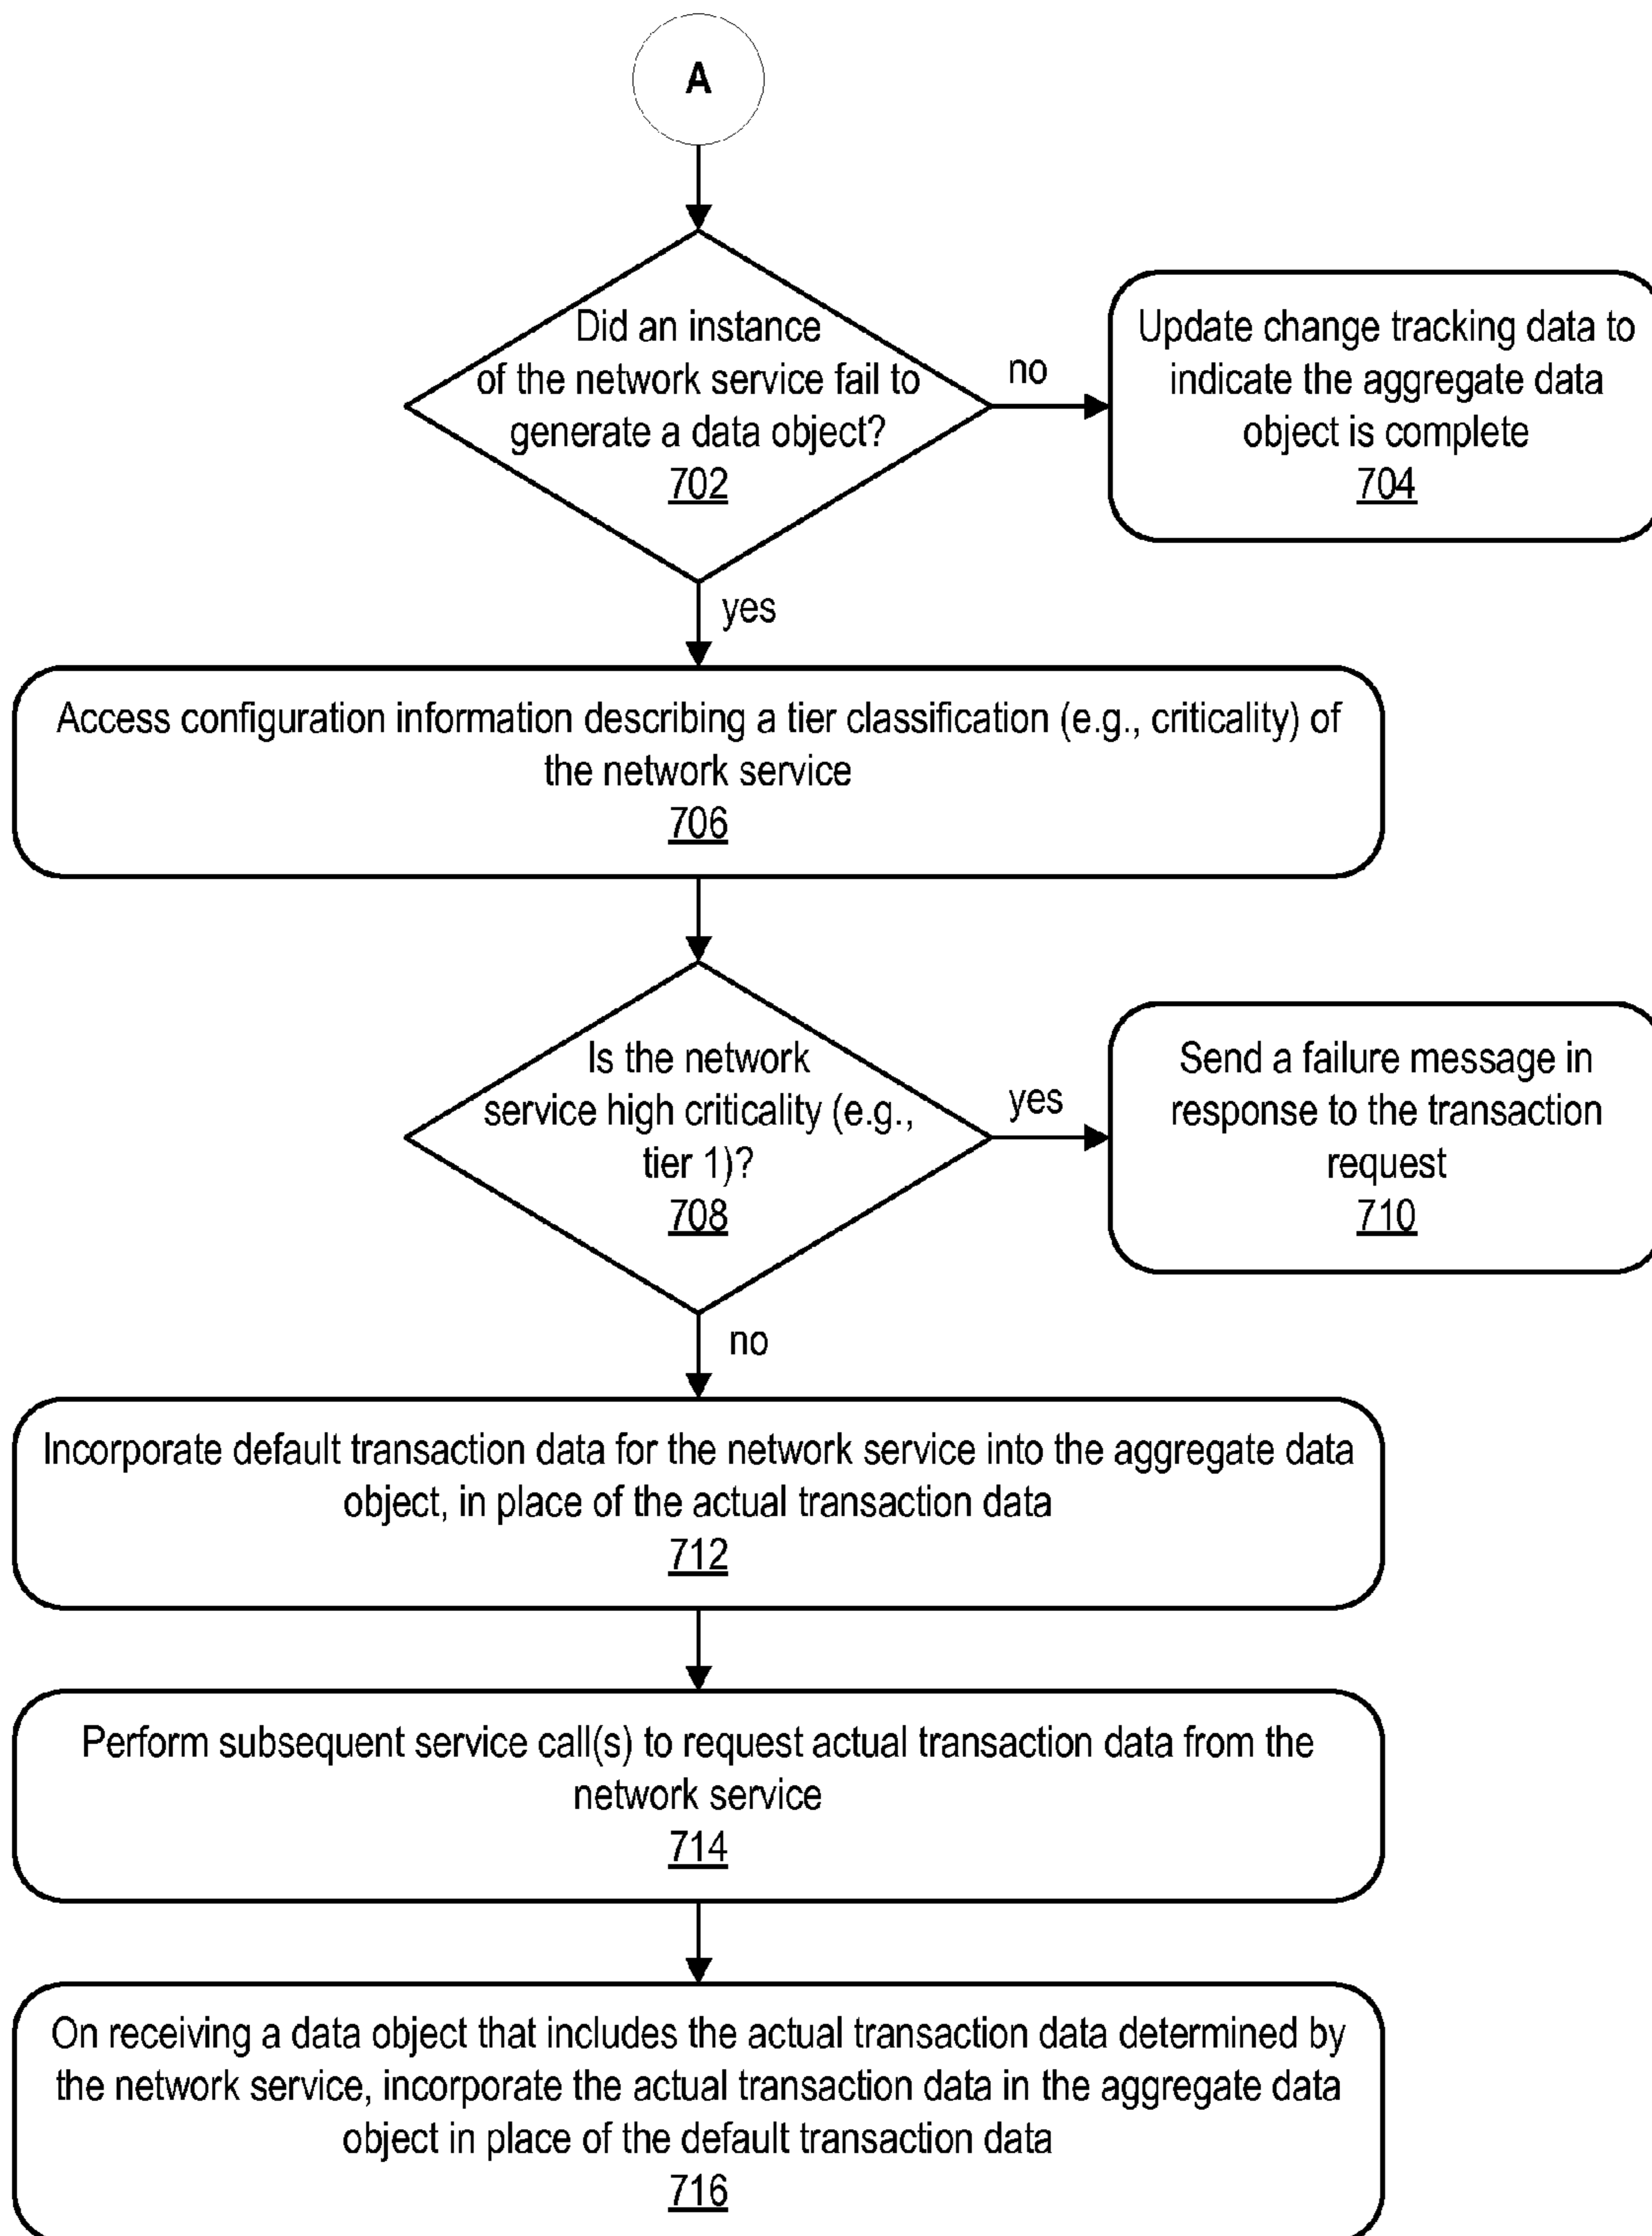 A
Did an instance
of the network service fail to
generate a data object?
702
no
Update change tracking data to
indicate the aggregate data
object is complete
704
yes
Access configuration information describing a tier classification (e.g., criticality) of
the network service
706
Is the network
service high criticality (e.g.,
tier 1)?
708
yes
Send a failure message in
response to the transaction
request
710
no
Incorporate default transaction data for the network service into the aggregate data
object, in place of the actual transaction data
712
Perform subsequent service call(s) to request actual transaction data from the
network service
714
On receiving a data object that includes the actual transaction data determined by
the network service, incorporate the actual transaction data in the aggregate data
object in place of the default transaction data
716